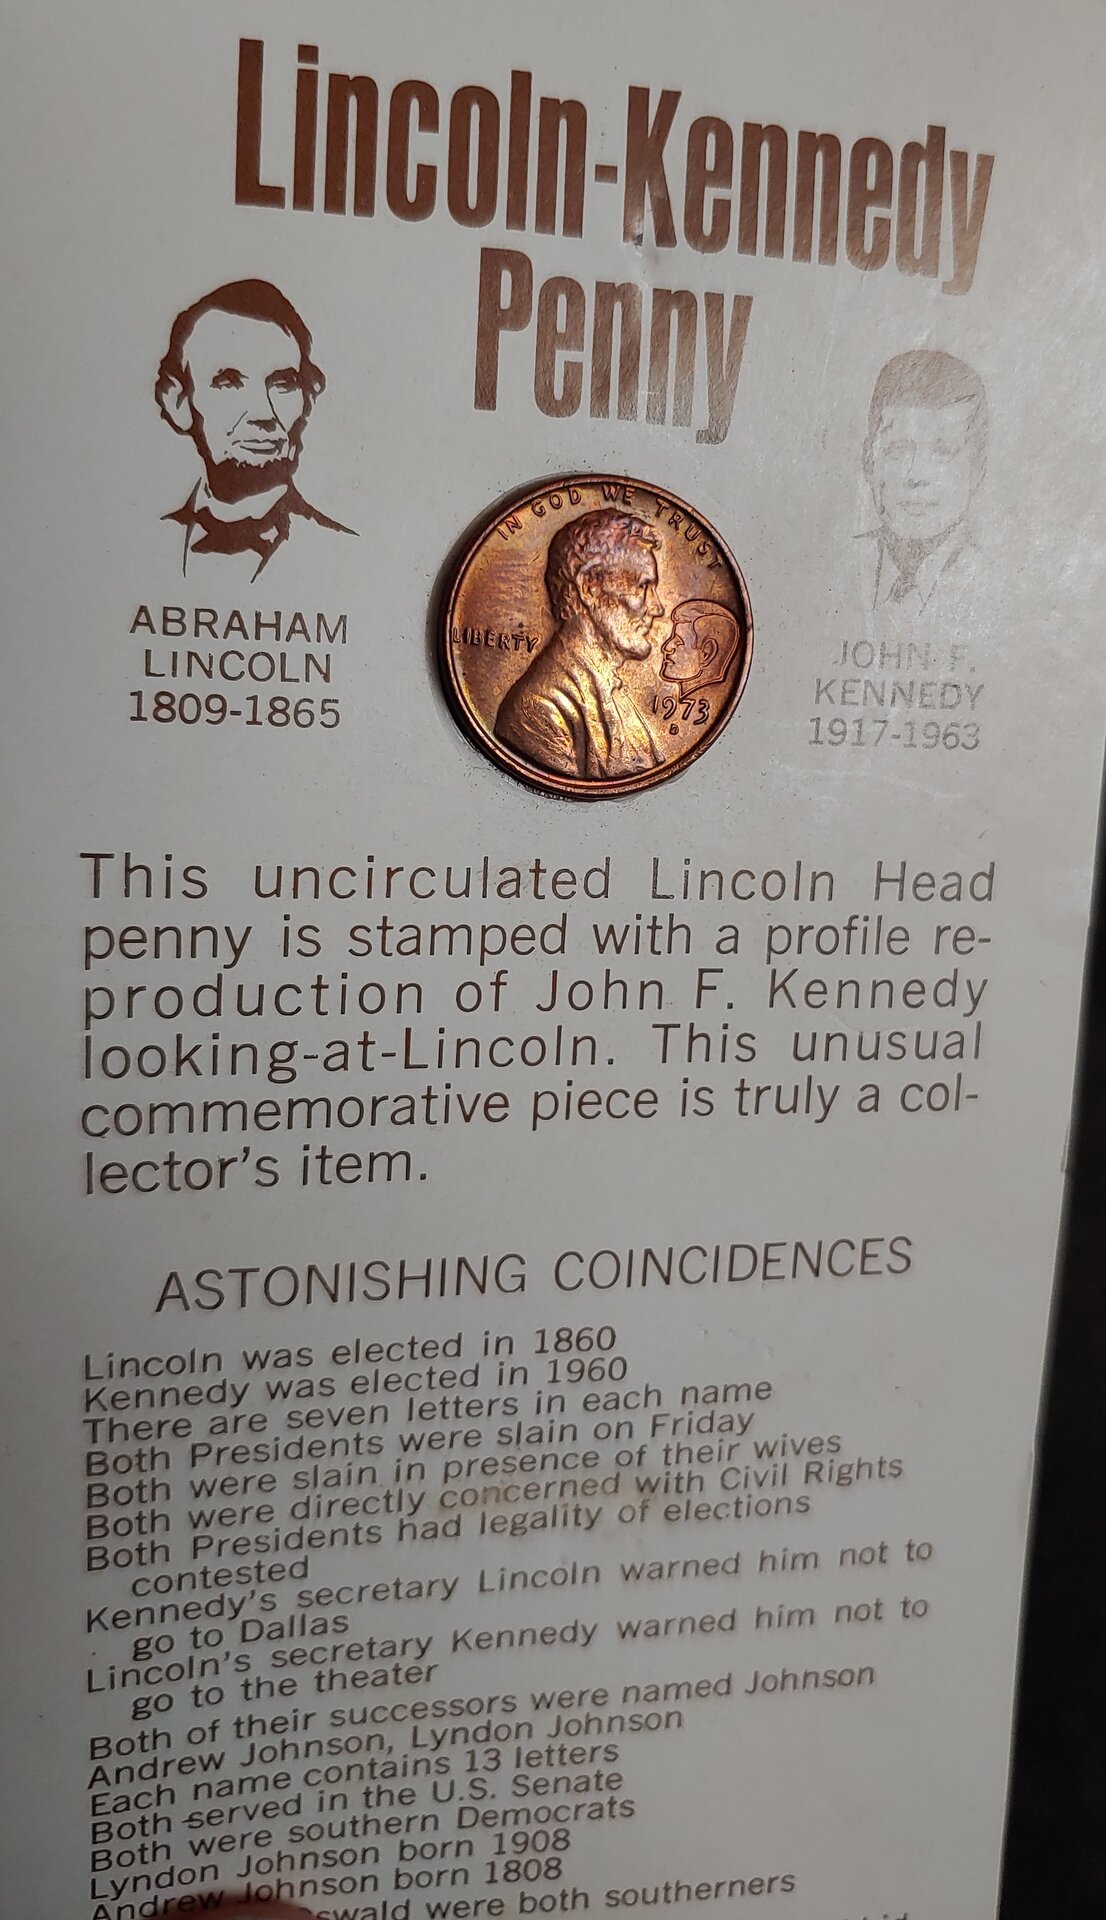 Lincoln-Kennedy
Penny
ABRAHAM
LINCOLN
1809-1865
JOHN F.
KENNEDY
1917-1963
IN GOD WE TRUST
LIBERTY
1973
D
This uncirculated Lincoln Head
penny is stamped with a profile re-
production of John F. Kennedy
looking-at-Lincoln. This unusual
commemorative piece is truly a col-
lector's item.
ASTONISHING COINCIDENCES
Lincoln was elected in 1860
Kennedy was elected in 1960
There are seven letters in each name
Both Presidents were slain on Friday
Both were slain in presence of their wives
Both were directly concerned with Civil Rights
Both Presidents had legality of elections
contested
Kennedy's secretary Lincoln warned him not to
go to Dallas
Lincoln's secretary Kennedy warned him not to
go to the theater
Both of their successors were named Johnson
Andrew Johnson, Lyndon Johnson
Each name contains 13 letters
Both served in the U.S. Senate
Both were southern Democrats
Lyndon Johnson born 1908
Andrew Johnson born 1808
were both southerners